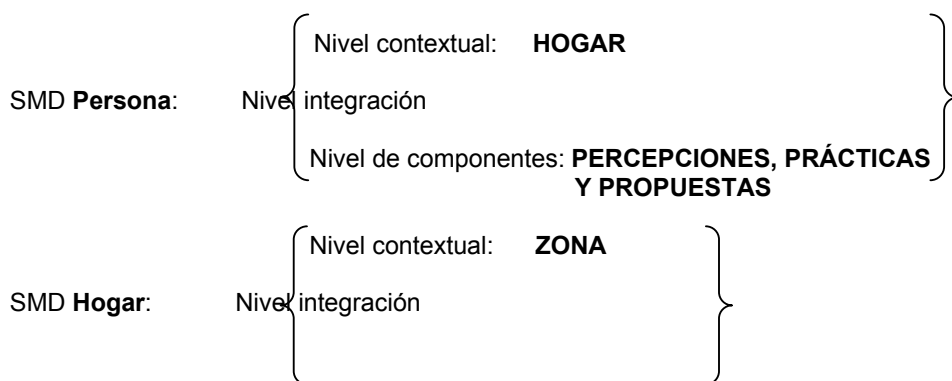 Nivel contextual: HOGAR
SMD Persona: Nivel integración
Nivel de componentes: PERCEPCIONES, PRÁCTICAS
Y PROPUESTAS
Nivel contextual: ZONA
SMD Hogar: Nivel integración